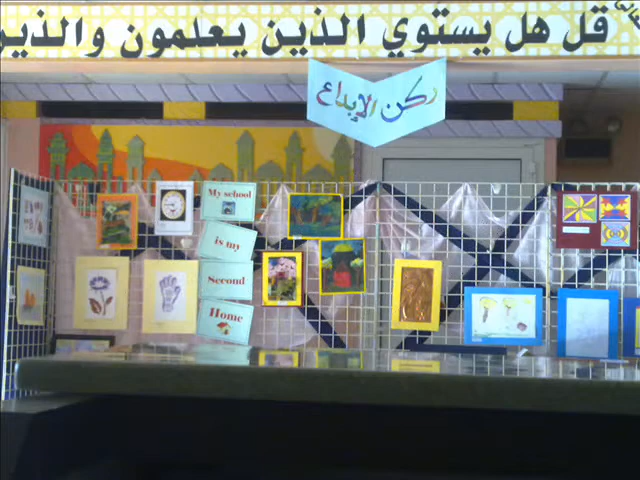 قل هل يستوي الذين يعلمون والذين
ركن الإبداع
My school
is my
Second
Home